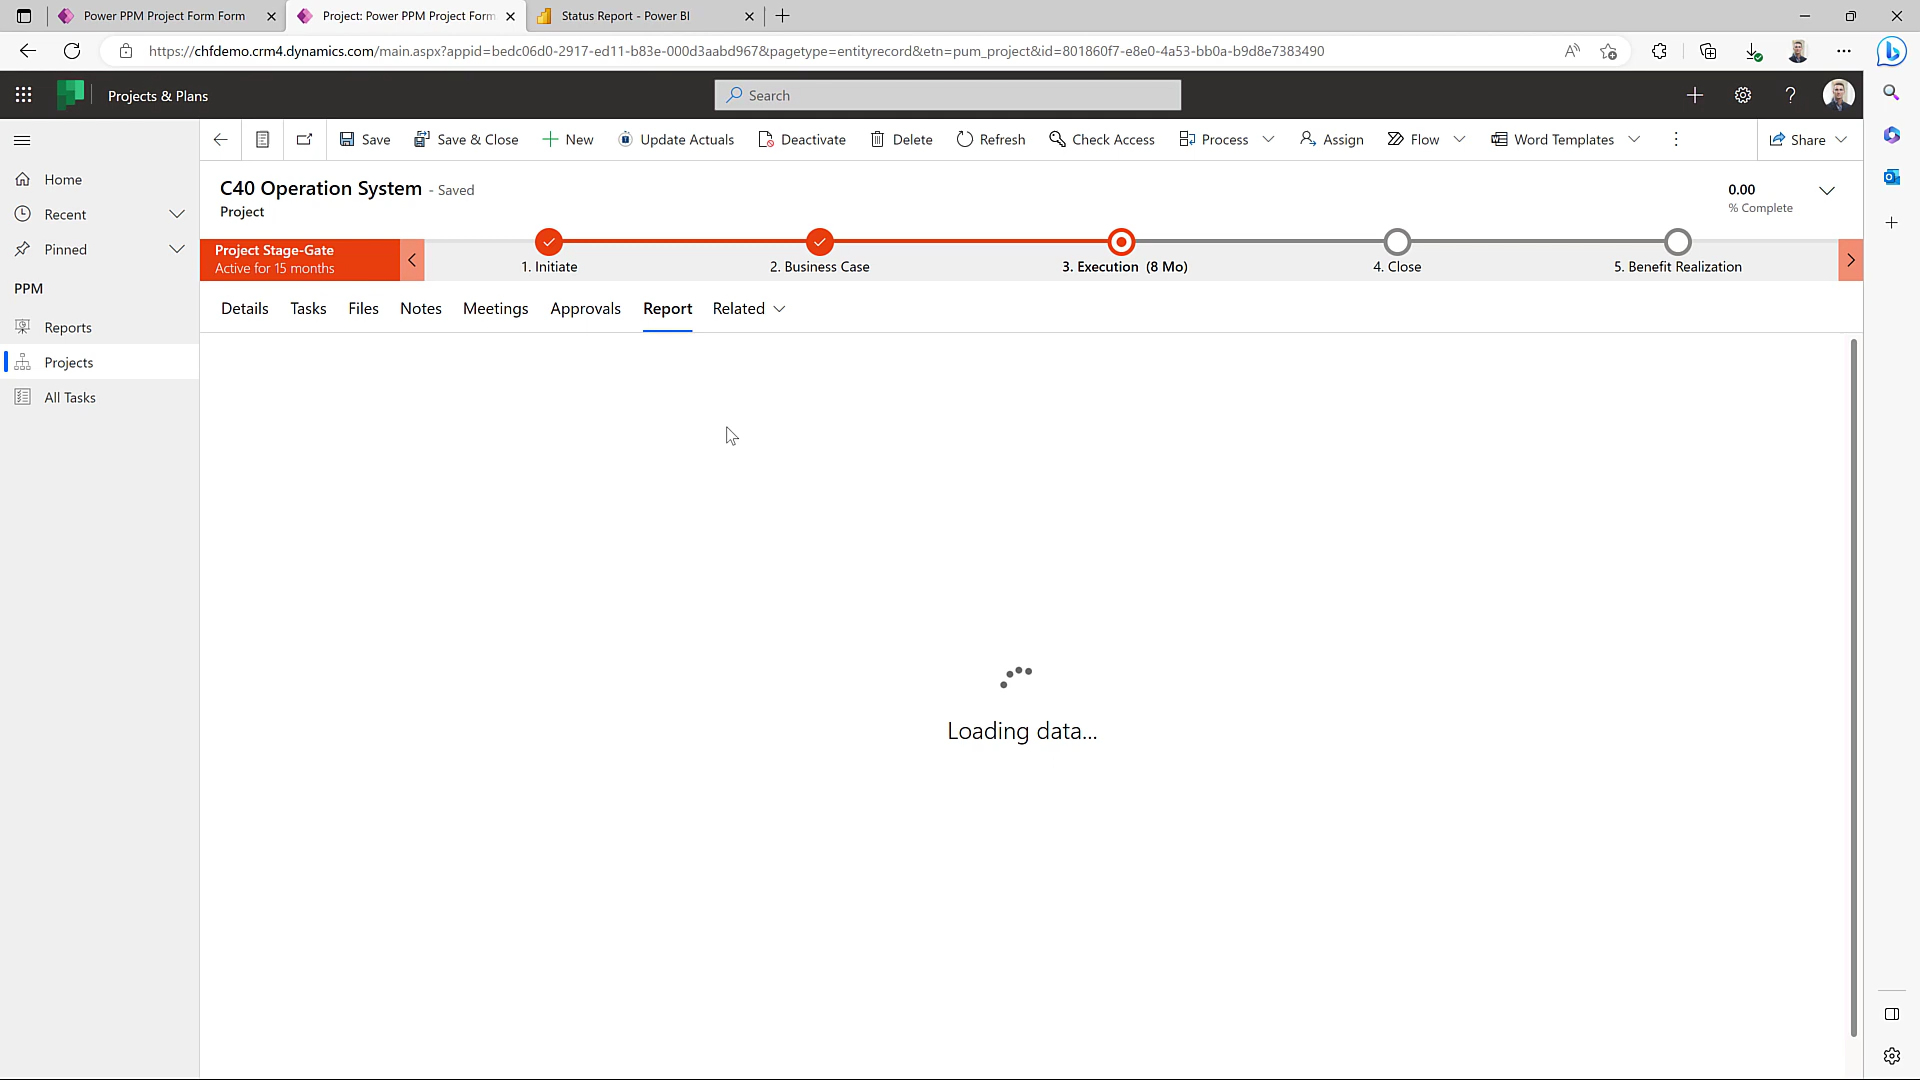 Power PPM Project Form Form
Project: Power PPM Project Form
Status Report - Power BI
https://chfdemo.crm4.dynamics.com/main.aspx?appid=bedc06d0-2917-ed11-b83e-000d3aabd967&pagetype=entityrecord&etn=pum_project&id=801860f7-e8e0-4a53-bb0a-b9d8e7383490
Projects & Plans
Search
Save
Save & Close
New
Update Actuals
Deactivate
Delete
Refresh
Check Access
Process
Assign
Flow
Word Templates
Share
Home
Recent
Pinned
PPM
Reports
Projects
All Tasks
C40 Operation System - Saved
Project
0.00
% Complete
Project Stage-Gate
Active for 15 months
1. Initiate
2. Business Case
3. Execution (8 Mo)
4. Close
5. Benefit Realization
Details
Tasks
Files
Notes
Meetings
Approvals
Report
Related
Loading data...